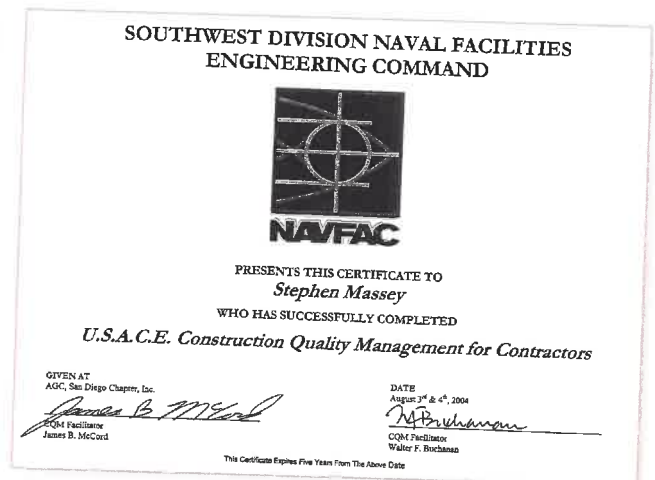 SOUTHWEST DIVISION NAVAL FACILITIES
ENGINEERING COMMAND
NAVFAC
PRESENTS THIS CERTIFICATE TO
Stephen Massey
WHO HAS SUCCESSFULLY COMPLETED
U.S.A.C.E. Construction Quality Management for Contractors
GIVEN AT
AGC, San Diego Chapter, Inc.
James B McCord
CQM Facilitator
James B. McCord
DATE
August 3rd & 4th, 2004
WFBuchanan
CQM Facilitator
Walter F. Buchanan
This Certificate Expires Five Years From The Above Date